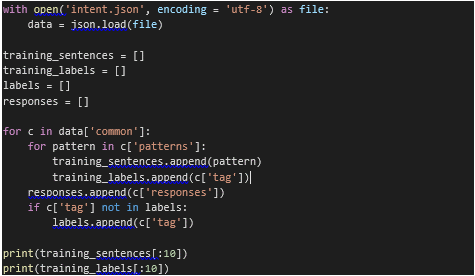 with open('intent.json', encoding = 'utf-8') as file:
    data = json.load(file)

training_sentences = []
training_labels = []
labels = []
responses = []

for c in data['common']:
    for pattern in c['patterns']:
        training_sentences.append(pattern)
        training_labels.append(c['tag'])
    responses.append(c['responses'])
    if c['tag'] not in labels:
        labels.append(c['tag'])

print(training_sentences[:10])
print(training_labels[:10])